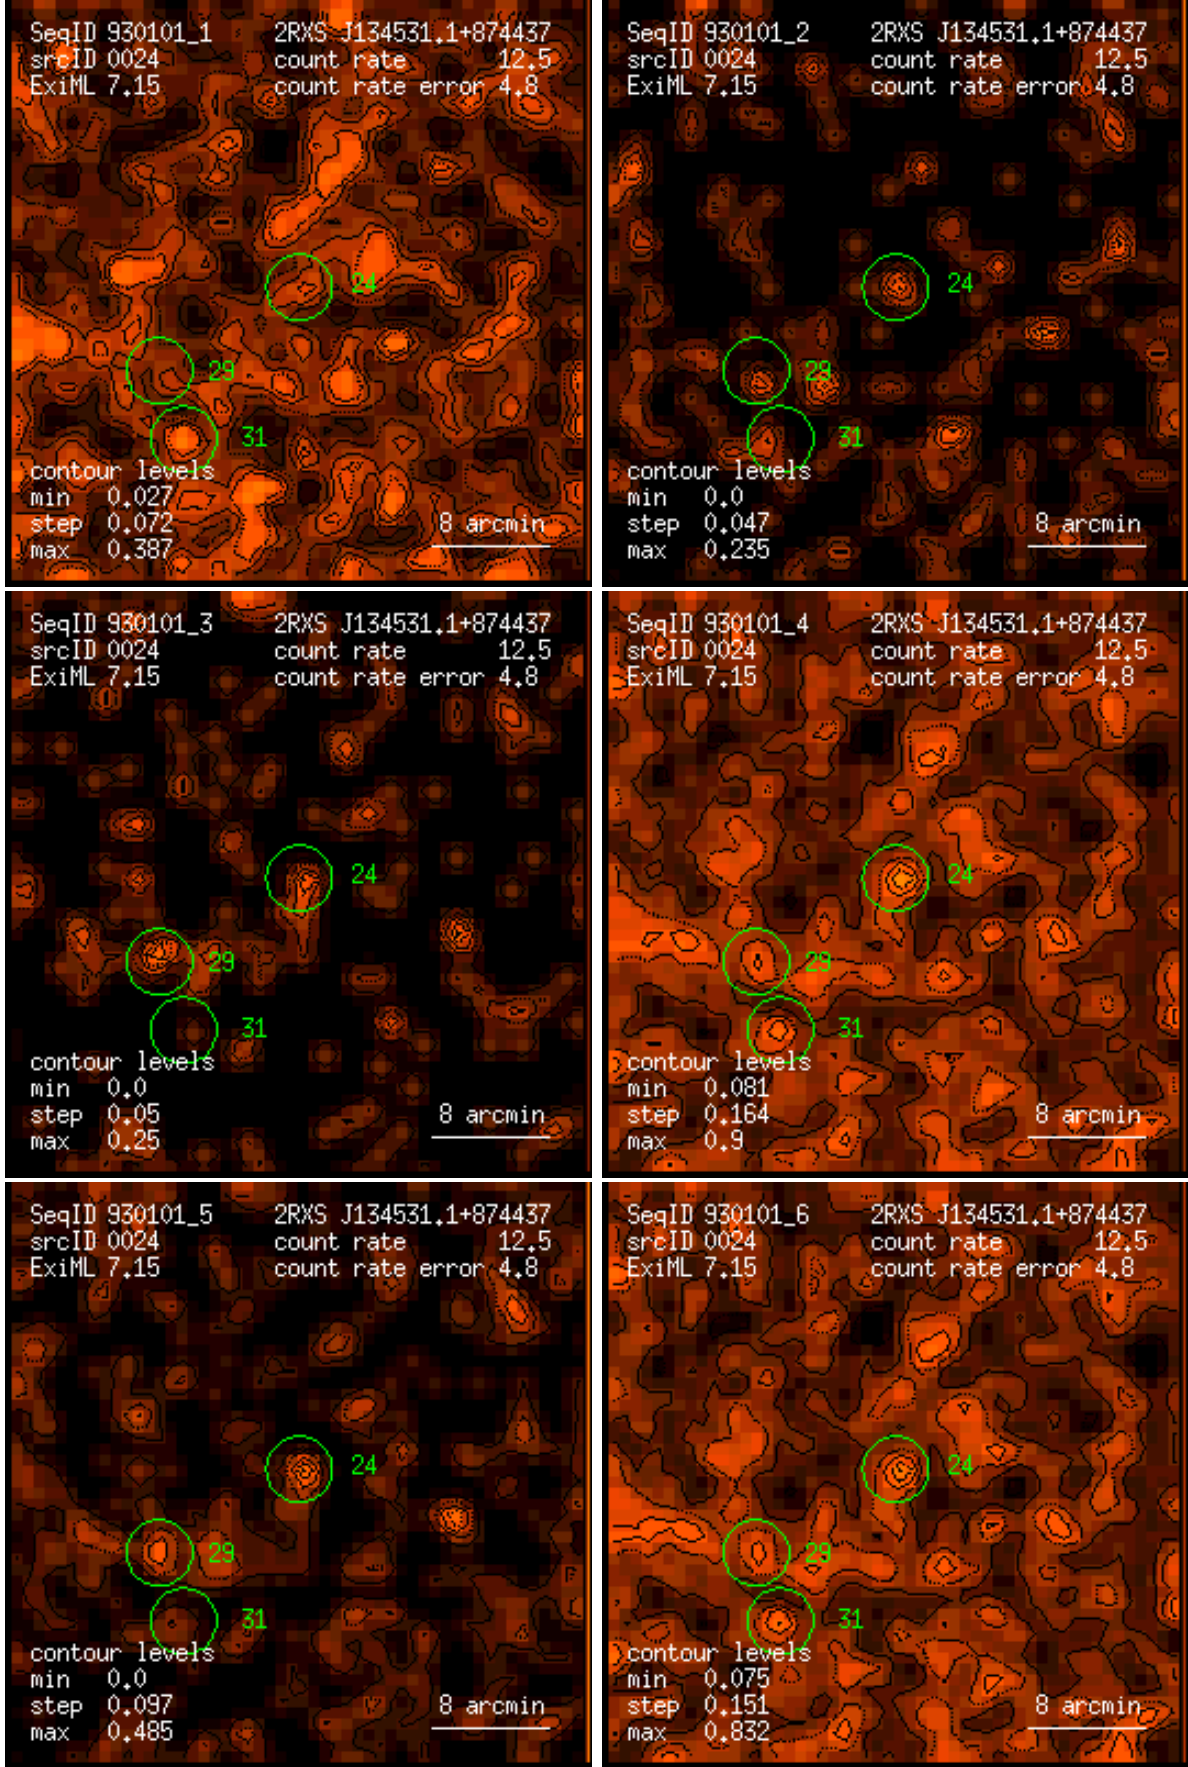 SeqID 930101_1 2RXS J134531.1+874437
srcID 0024 count rate 12.5
ExiML 7.15 count rate error 4.8
24
29
31
contour levels
min 0.027
step 0.072
max 0.387
8 arcmin
SeqID 930101_2 2RXS J134531.1+874437
srcID 0024 count rate 12.5
ExiML 7.15 count rate error 4.8
24
29
31
contour levels
min 0.0
step 0.047
max 0.235
8 arcmin
SeqID 930101_3 2RXS J134531.1+874437
srcID 0024 count rate 12.5
ExiML 7.15 count rate error 4.8
24
29
31
contour levels
min 0.0
step 0.05
max 0.25
8 arcmin
SeqID 930101_4 2RXS J134531.1+874437
srcID 0024 count rate 12.5
ExiML 7.15 count rate error 4.8
24
29
31
contour levels
min 0.081
step 0.164
max 0.9
8 arcmin
SeqID 930101_5 2RXS J134531.1+874437
srcID 0024 count rate 12.5
ExiML 7.15 count rate error 4.8
24
29
31
contour levels
min 0.0
step 0.097
max 0.485
8 arcmin
SeqID 930101_6 2RXS J134531.1+874437
srcID 0024 count rate 12.5
ExiML 7.15 count rate error 4.8
24
29
31
contour levels
min 0.075
step 0.151
max 0.832
8 arcmin